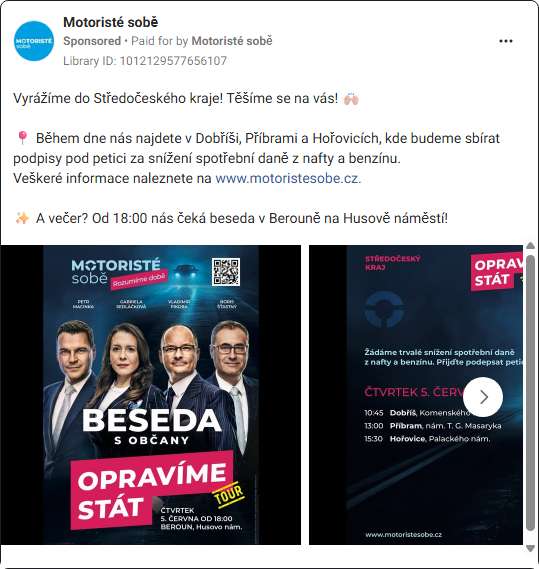 Motoristé sobě
Sponsored • Paid for by Motoristé sobě
Library ID: 1012129577656107
Vyrážíme do Středočeského kraje! Těšíme se na vás! 🙌🏻
📍 Během dne nás najdete v Dobříši, Příbrami a Hořovicích, kde budeme sbírat
podpisy pod petici za snížení spotřební daně z nafty a benzínu.
Veškeré informace naleznete na www.motoristesobe.cz.
✨ A večer? Od 18:00 nás čeká beseda v Berouně na Husově náměstí!
MOTORISTÉ
sobě
MOTORISTÉ
sobě
Rozumíme době
PETR
MACINKA
GABRIELA
SEDLÁČKOVÁ
VLADIMÍR
PIKORA
BORIS
ŠŤASTNÝ
BESEDA
S OBČANY
OPRAVÍME
STÁT
TOUR
ČTVRTEK
5. ČERVNA OD 18:00
BEROUN, Husovo nám.
STŘEDOČESKÝ
KRAJ
OPRAV
STÁT
Žádáme trvalé snížení spotřební daně
z nafty a benzínu. Přijďte podepsat peti
ČTVRTEK 5. ČERV
10:45 Dobříš, Komenského
13:00 Příbram, nám. T. G. Masaryka
15:30 Hořovice, Palackého nám.
www.motoristesobe.cz